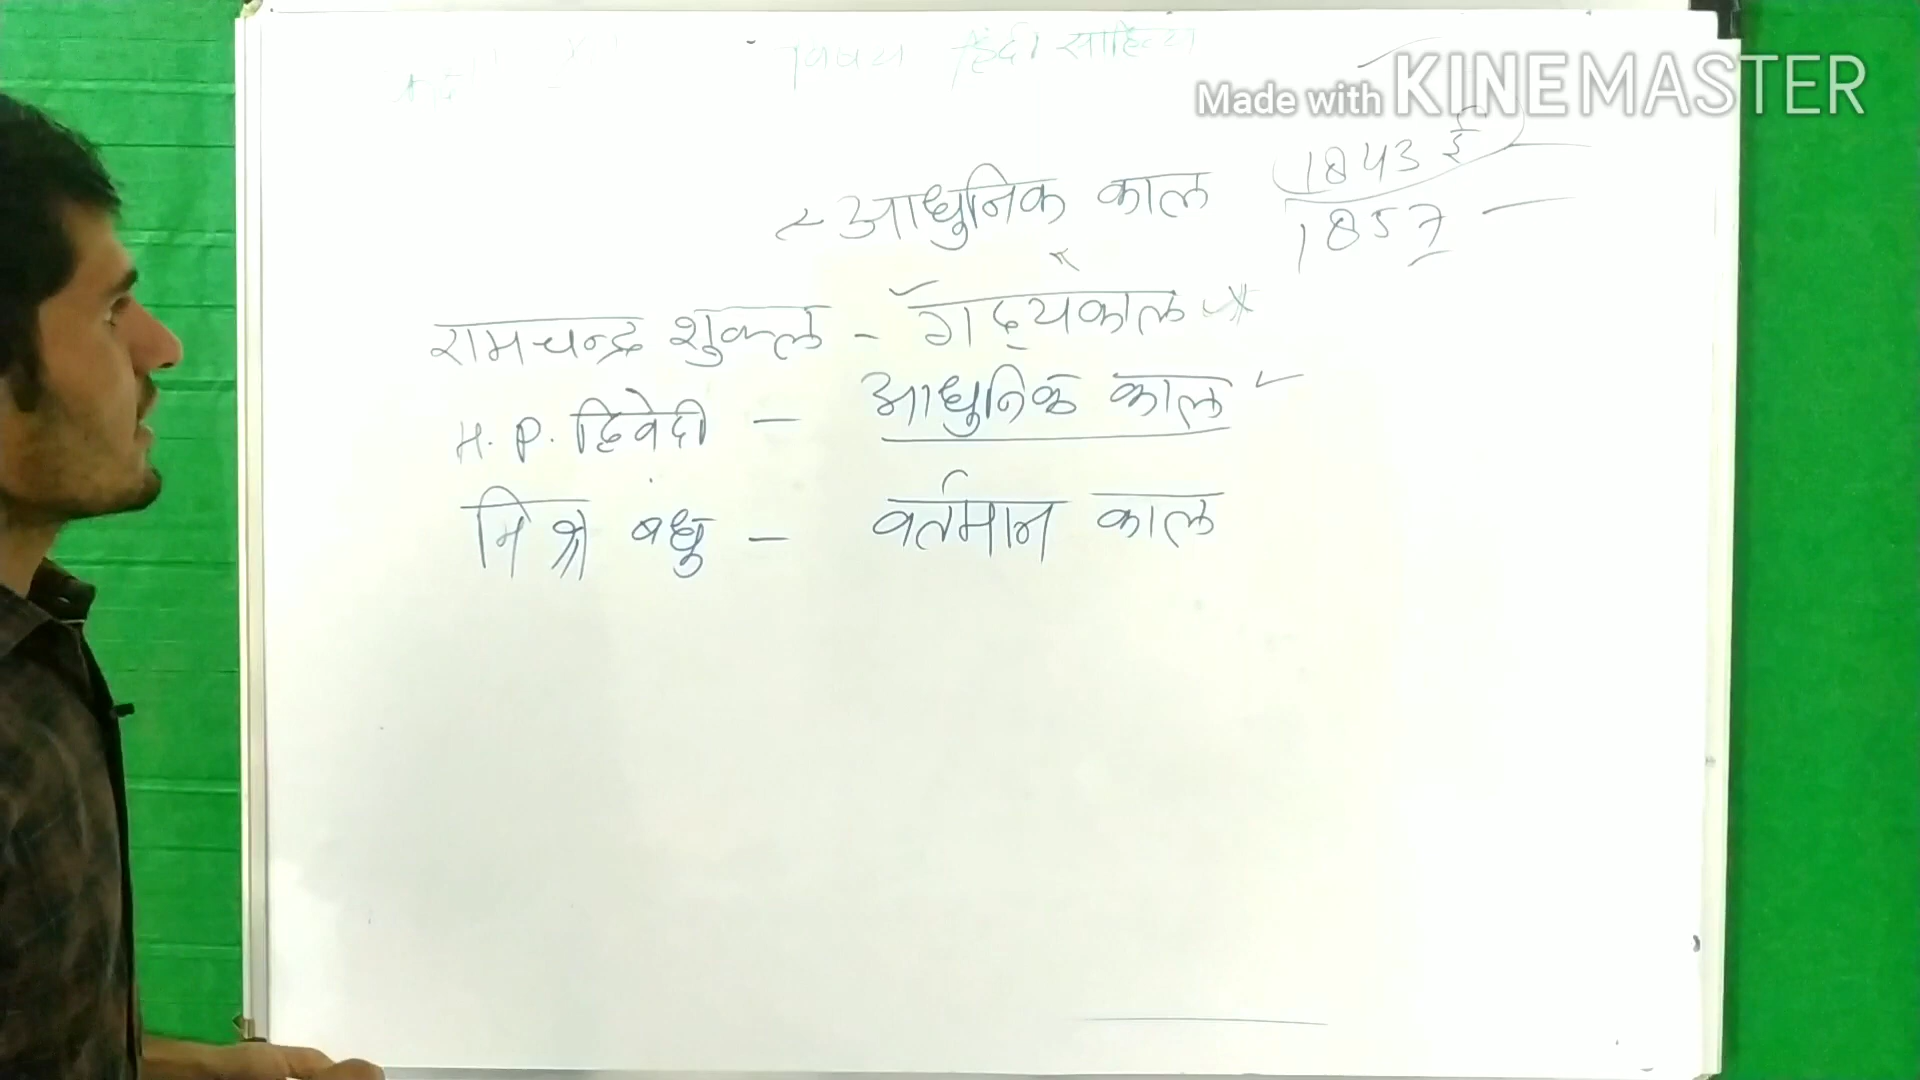 विषय हिंदी साहित्य
Made with KINEMASTER
आधुनिक काल 1843 ई
1857
रामचन्द्र शुक्ल - गद्यकाल
H. P. द्विवेदी - आधुनिक काल
मिश्र बंधु - वर्तमान काल